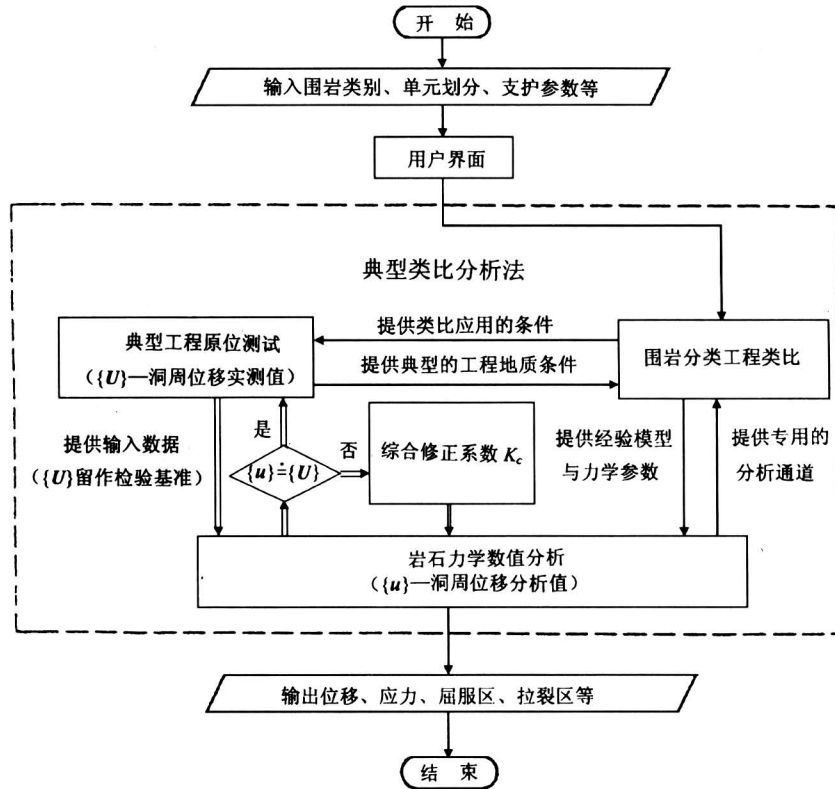 开 始
输入围岩类别、单元划分、支护参数等
用户界面
典型类比分析法
典型工程原位测试
({U}—洞周位移实测值)
提供类比应用的条件
提供典型的工程地质条件
围岩分类工程类比
提供输入数据
({U}留作检验基准)
是
{u}≐{U}
否
综合修正系数 K_c
提供经验模型
与力学参数
提供专用的
分析通道
岩石力学数值分析
({u}—洞周位移分析值)
输出位移、应力、屈服区、拉裂区等
结 束